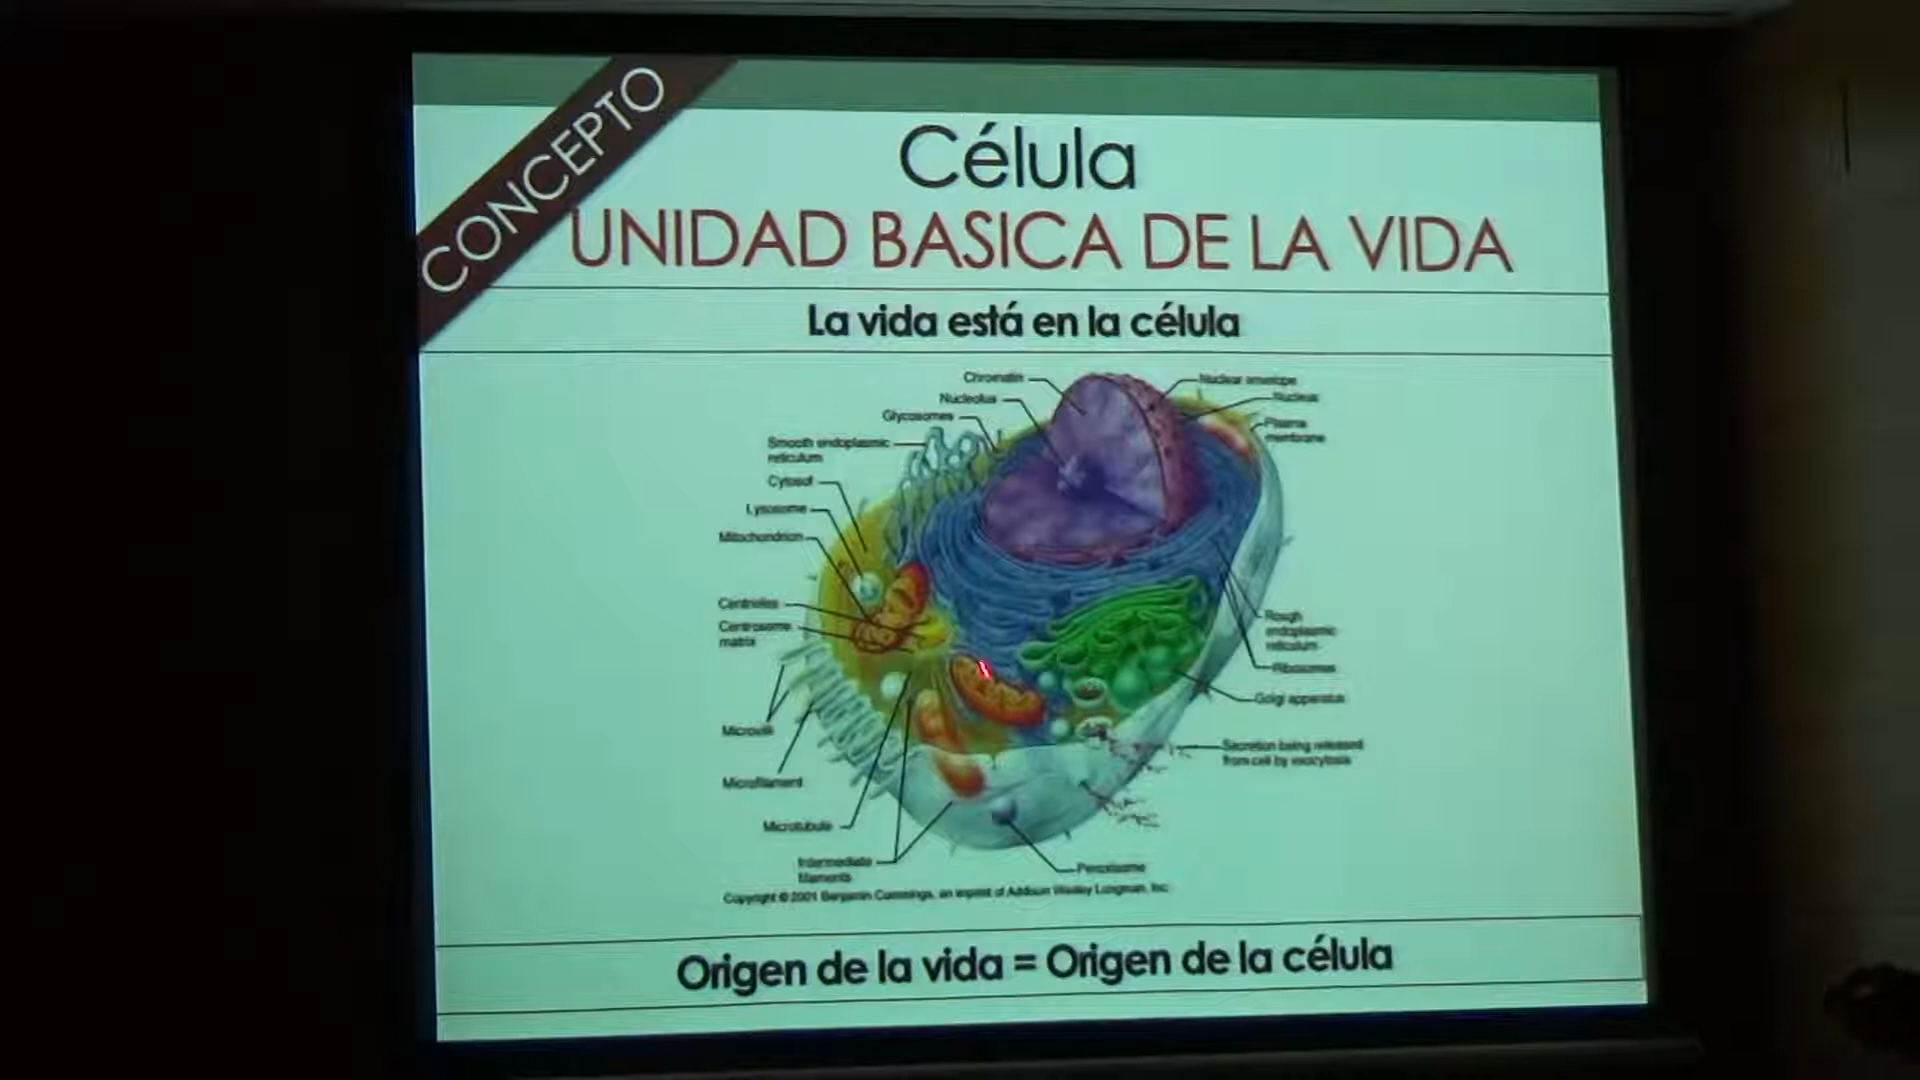 CONCEPTO
Célula
UNIDAD BASICA DE LA VIDA
La vida está en la célula
Chromatin
Nuclear envelope
Nucleolus
Nucleus
Glycosomes
Plasma
membrane
Smooth endoplasmic
reticulum
Cytosol
Lysosome
Mitochondrion
Centrioles
Centrosome
matrix
Rough
endoplasmic
reticulum
Ribosomes
Golgi apparatus
Microvilli
Secretion being released
from cell by exocytosis
Microfilament
Microtubule
Intermediate
filaments
Peroxisome
Copyright © 2001 Benjamin Cummings, an imprint of Addison Wesley Longman, Inc.
Origen de la vida = Origen de la célula